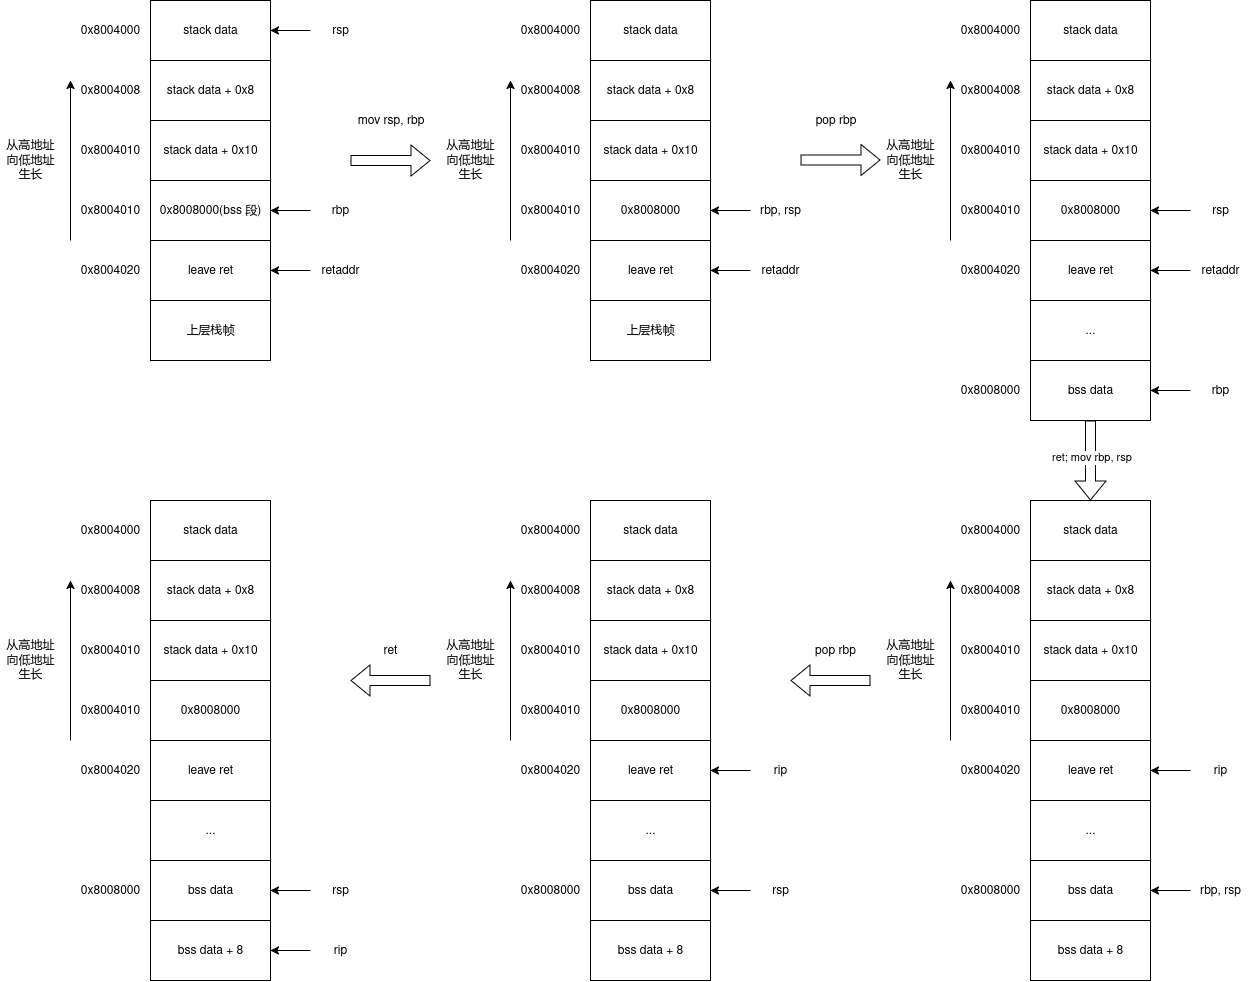 0x8004000
stack data
rsp
0x8004008
stack data + 0x8
从高地址
向低地址
生长
0x8004010
stack data + 0x10
0x8004010
0x8008000(bss 段)
rbp
0x8004020
leave ret
retaddr
上层栈帧
mov rsp, rbp
0x8004000
stack data
0x8004008
stack data + 0x8
从高地址
向低地址
生长
0x8004010
stack data + 0x10
0x8004010
0x8008000
rbp, rsp
0x8004020
leave ret
retaddr
上层栈帧
pop rbp
0x8004000
stack data
0x8004008
stack data + 0x8
从高地址
向低地址
生长
0x8004010
stack data + 0x10
0x8004010
0x8008000
rsp
0x8004020
leave ret
retaddr
...
0x8008000
bss data
rbp
ret; mov rbp, rsp
0x8004000
stack data
0x8004008
stack data + 0x8
从高地址
向低地址
生长
0x8004010
stack data + 0x10
0x8004010
0x8008000
0x8004020
leave ret
rip
...
0x8008000
bss data
rbp, rsp
bss data + 8
pop rbp
0x8004000
stack data
0x8004008
stack data + 0x8
从高地址
向低地址
生长
0x8004010
stack data + 0x10
0x8004010
0x8008000
0x8004020
leave ret
rip
...
0x8008000
bss data
rsp
bss data + 8
ret
0x8004000
stack data
0x8004008
stack data + 0x8
从高地址
向低地址
生长
0x8004010
stack data + 0x10
0x8004010
0x8008000
0x8004020
leave ret
...
0x8008000
bss data
rsp
bss data + 8
rip